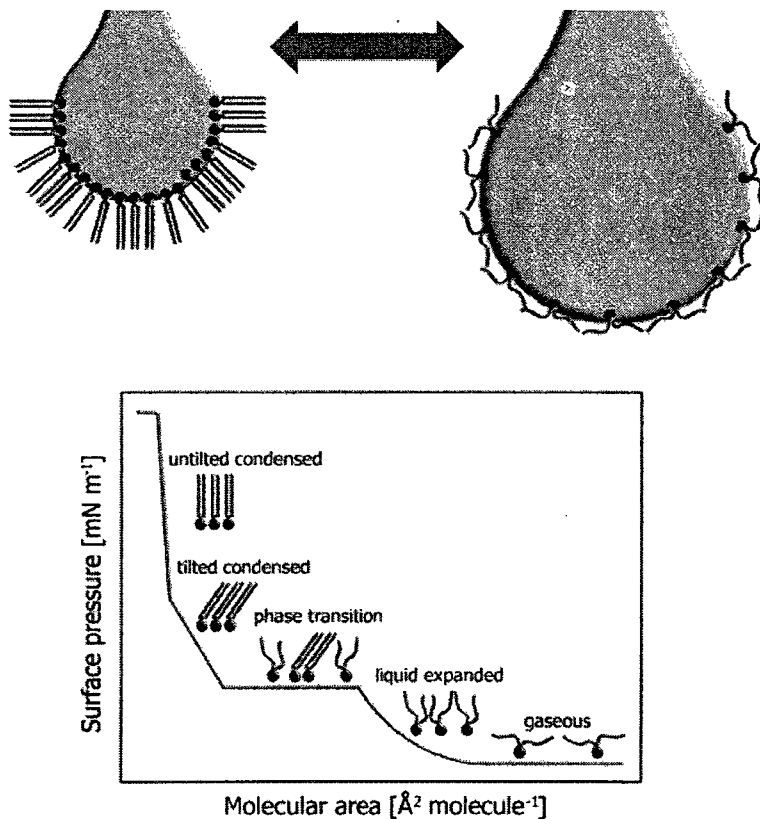 untilted condensed
tilted condensed
phase transition
liquid expanded
gaseous
Surface pressure [mN m⁻¹]
Molecular area [Å² molecule⁻¹]